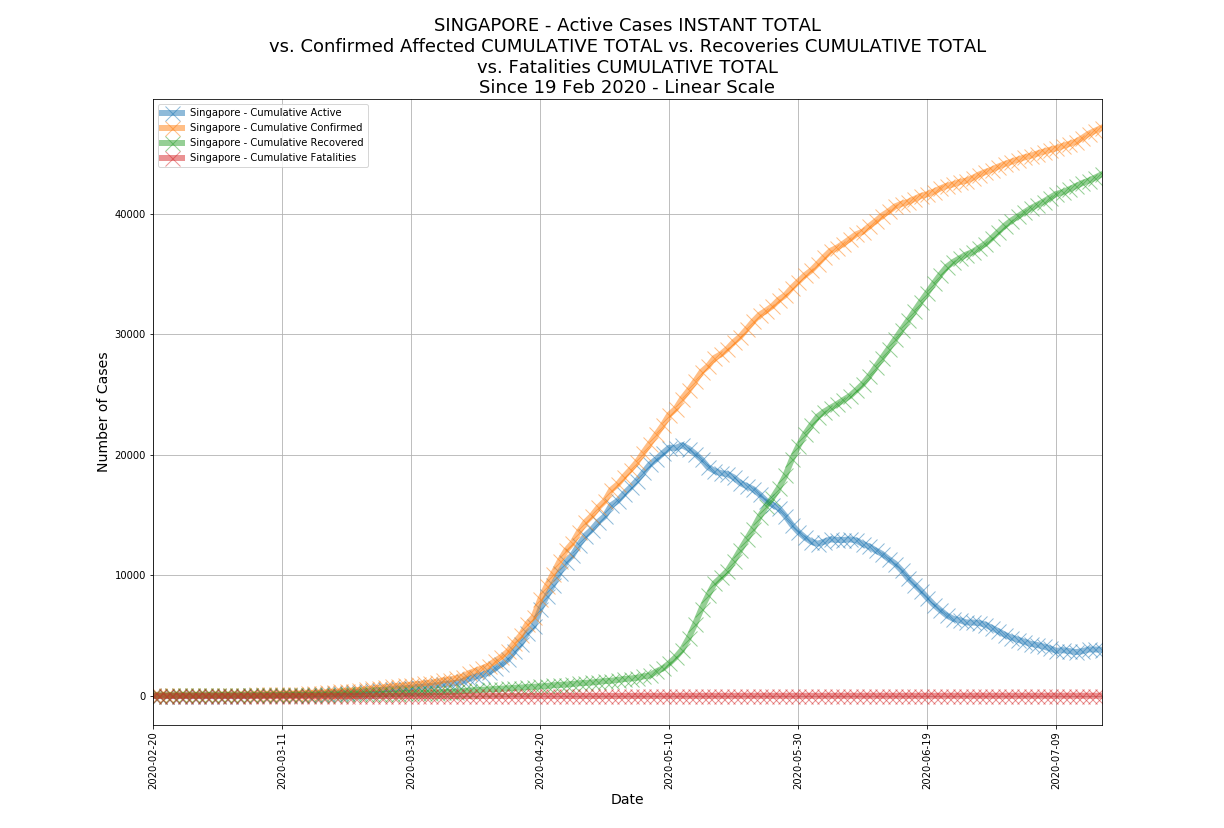 SINGAPORE - Active Cases INSTANT TOTAL
vs. Confirmed Affected CUMULATIVE TOTAL vs. Recoveries CUMULATIVE TOTAL
vs. Fatalities CUMULATIVE TOTAL
Since 19 Feb 2020 - Linear Scale
Singapore - Cumulative Active
Singapore - Cumulative Confirmed
Singapore - Cumulative Recovered
Singapore - Cumulative Fatalities
Number of Cases
40000
30000
20000
10000
0
2020-02-20
2020-03-11
2020-03-31
2020-04-20
2020-05-10
2020-05-30
2020-06-19
2020-07-09
Date